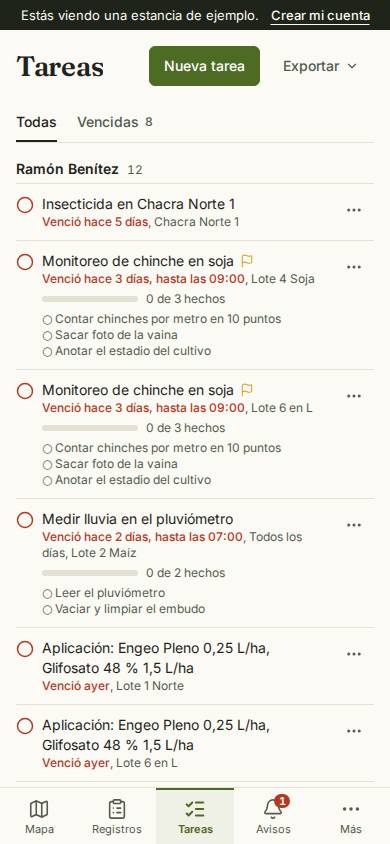 Estás viendo una estancia de ejemplo. Crear mi cuenta
Tareas
Nueva tarea
Exportar
Todas
Vencidas 8
Ramón Benítez 12
Insecticida en Chacra Norte 1
Venció hace 5 días, Chacra Norte 1
Monitoreo de chinche en soja
Venció hace 3 días, hasta las 09:00, Lote 4 Soja
0 de 3 hechos
Contar chinches por metro en 10 puntos
Sacar foto de la vaina
Anotar el estadio del cultivo
Monitoreo de chinche en soja
Venció hace 3 días, hasta las 09:00, Lote 6 en L
0 de 3 hechos
Contar chinches por metro en 10 puntos
Sacar foto de la vaina
Anotar el estadio del cultivo
Medir lluvia en el pluviómetro
Venció hace 2 días, hasta las 07:00, Todos los
días, Lote 2 Maíz
0 de 2 hechos
Leer el pluviómetro
Vaciar y limpiar el embudo
Aplicación: Engeo Pleno 0,25 L/ha,
Glifosato 48 % 1,5 L/ha
Venció ayer, Lote 1 Norte
Aplicación: Engeo Pleno 0,25 L/ha,
Glifosato 48 % 1,5 L/ha
Venció ayer, Lote 6 en L
1
Mapa
Registros
Tareas
Avisos
Más